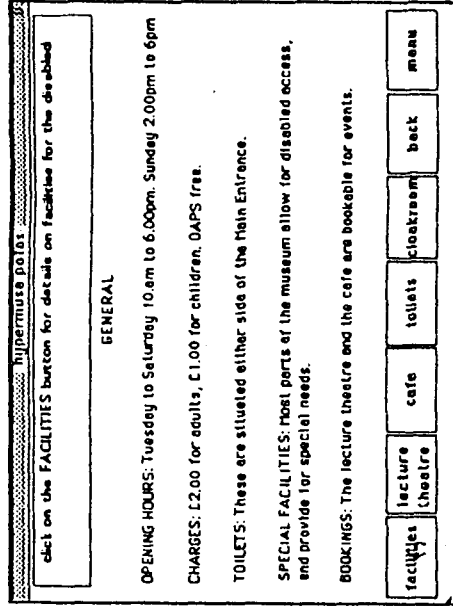 hypermuse polas
click on the FACILITIES button for details on facilities for the disabled
GENERAL
OPENING HOURS: Tuesday to Saturday 10.am to 6.00pm. Sunday 2.00pm to 6pm
CHARGES: £2.00 for adults, £1.00 for children. OAPS free.
TOILETS: These are situated either side of the Main Entrance.
SPECIAL FACILITIES: Most parts of the museum allow for disabled access,
and provide for special needs.
BOOKINGS: The lecture theatre and the cafe are bookable for events.
facilities
lecture
theatre
cafe
toilets
cloakroom
back
menu